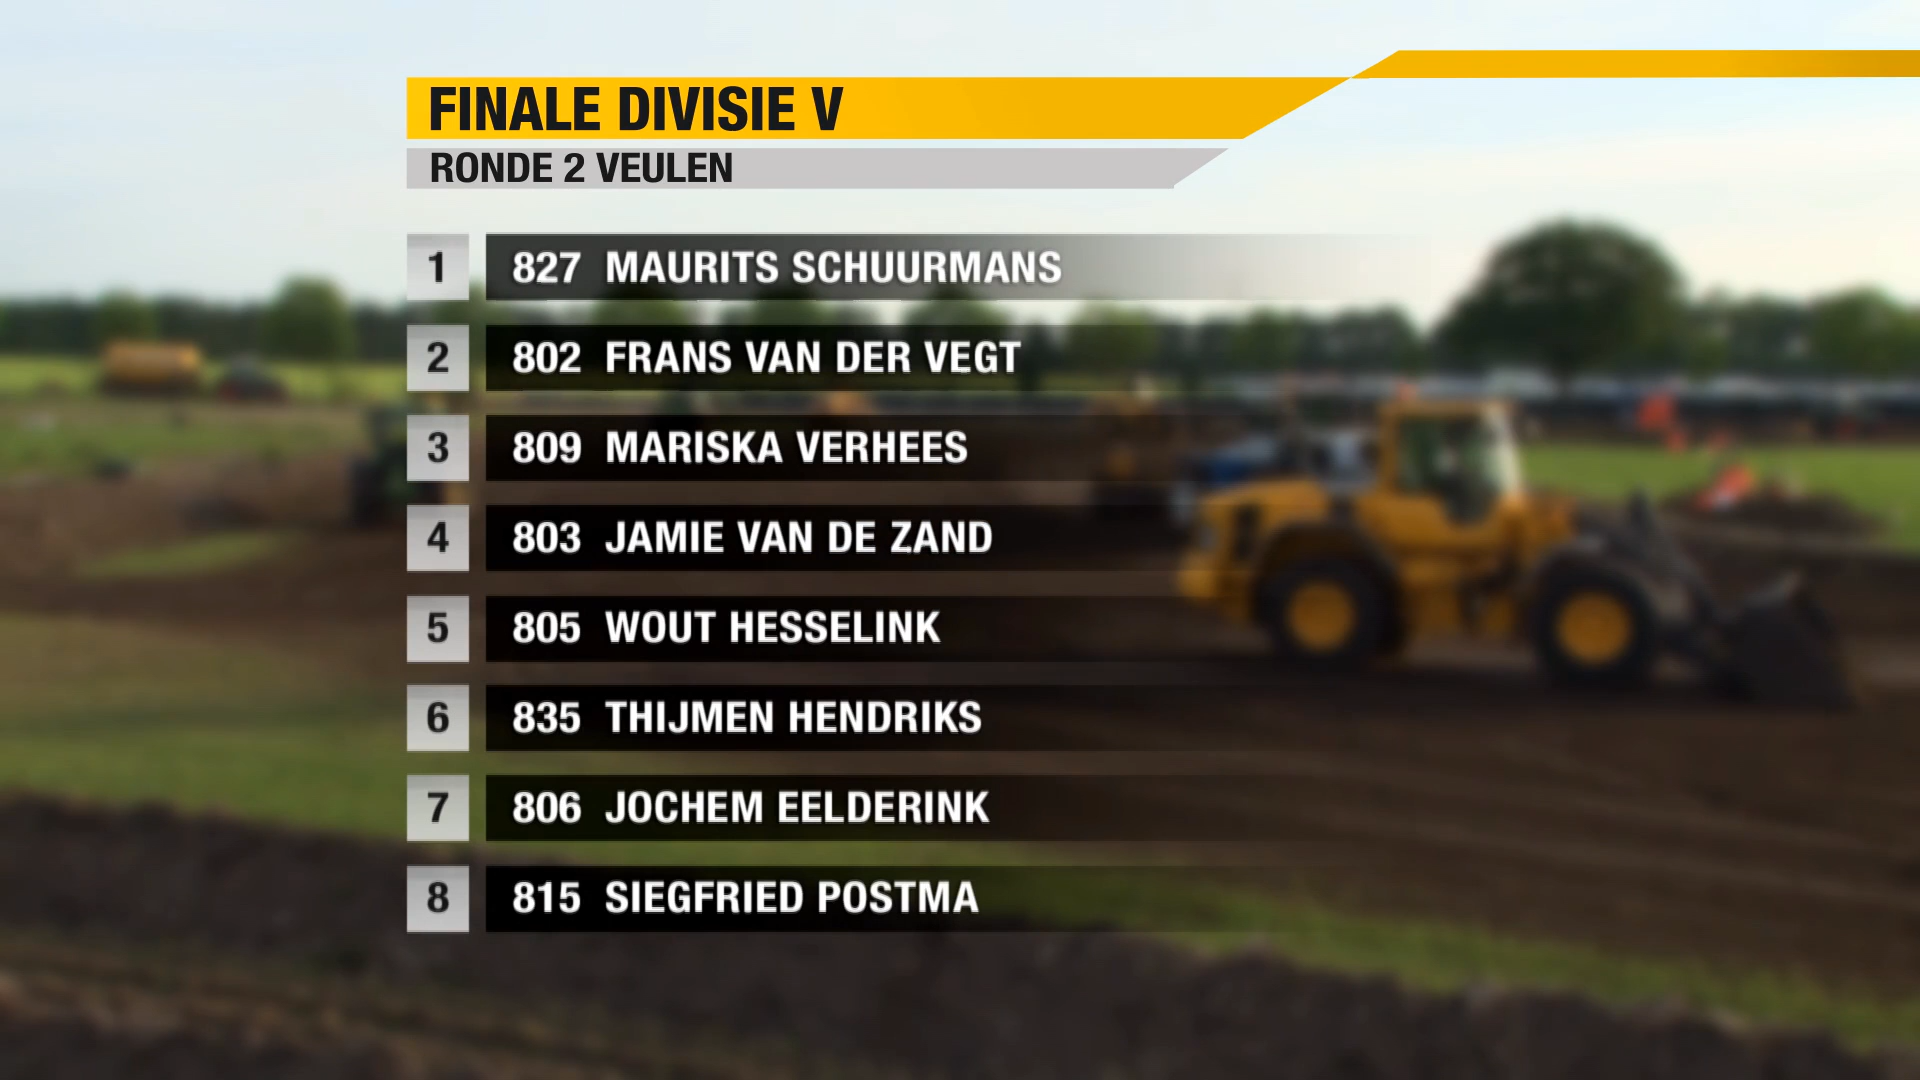 FINALE DIVISIE V
RONDE 2 VEULEN
1 827 MAURITS SCHUURMANS
2 802 FRANS VAN DER VEGT
3 809 MARISKA VERHEES
4 803 JAMIE VAN DE ZAND
5 805 WOUT HESSELINK
6 835 THIJMEN HENDRIKS
7 806 JOCHEM EELDERINK
8 815 SIEGFRIED POSTMA